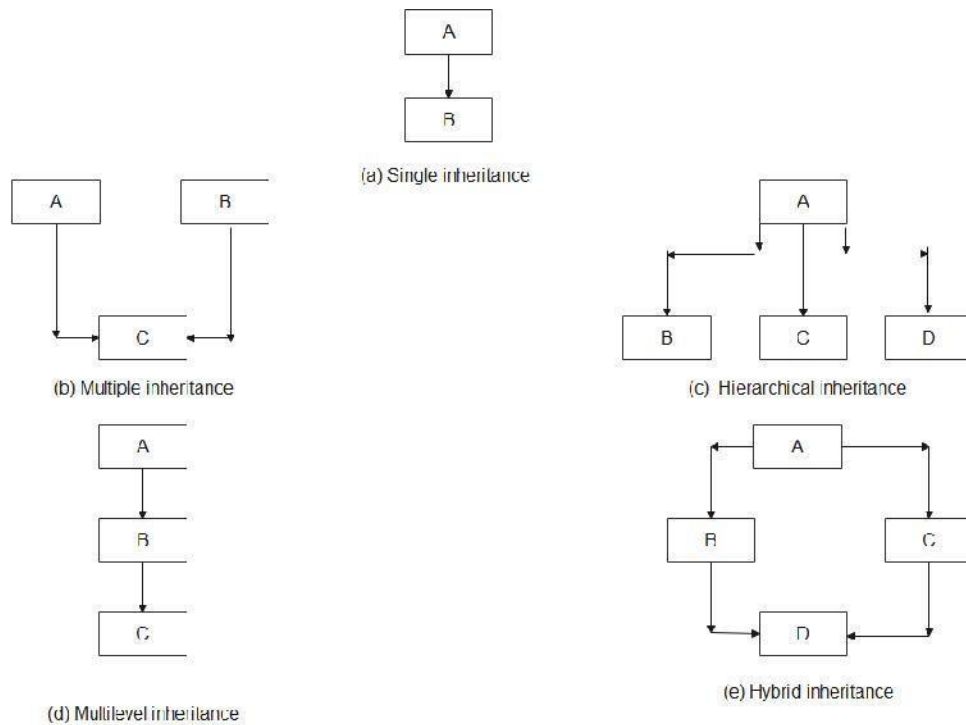 A
B
(a) Single inheritance
A
B
C
(b) Multiple inheritance
A
B
C
D
(c) Hierarchical inheritance
A
B
C
(d) Multilevel inheritance
A
B
C
D
(e) Hybrid inheritance